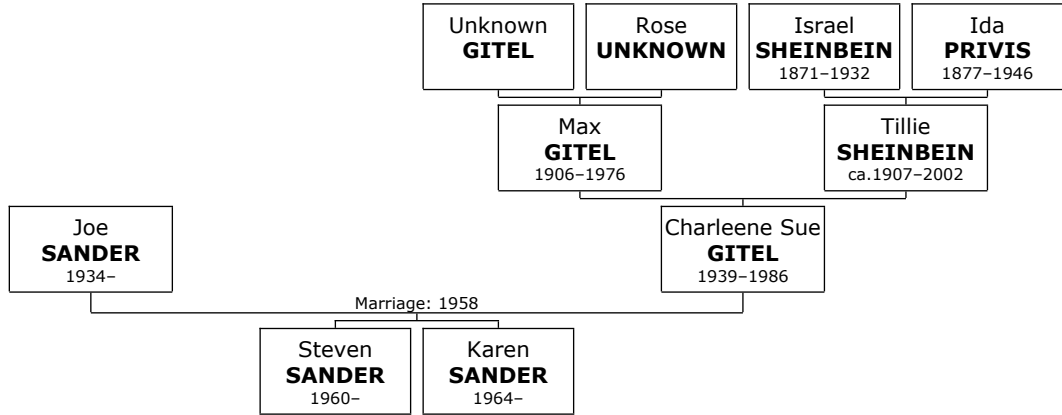 Unknown
GITEL
Rose
UNKNOWN
Israel
SHEINBEIN
1871–1932
Ida
PRIVIS
1877–1946
Max
GITEL
1906–1976
Tillie
SHEINBEIN
ca.1907–2002
Joe
SANDER
1934–
Charleene Sue
GITEL
1939–1986
Marriage: 1958
Steven
SANDER
1960–
Karen
SANDER
1964–